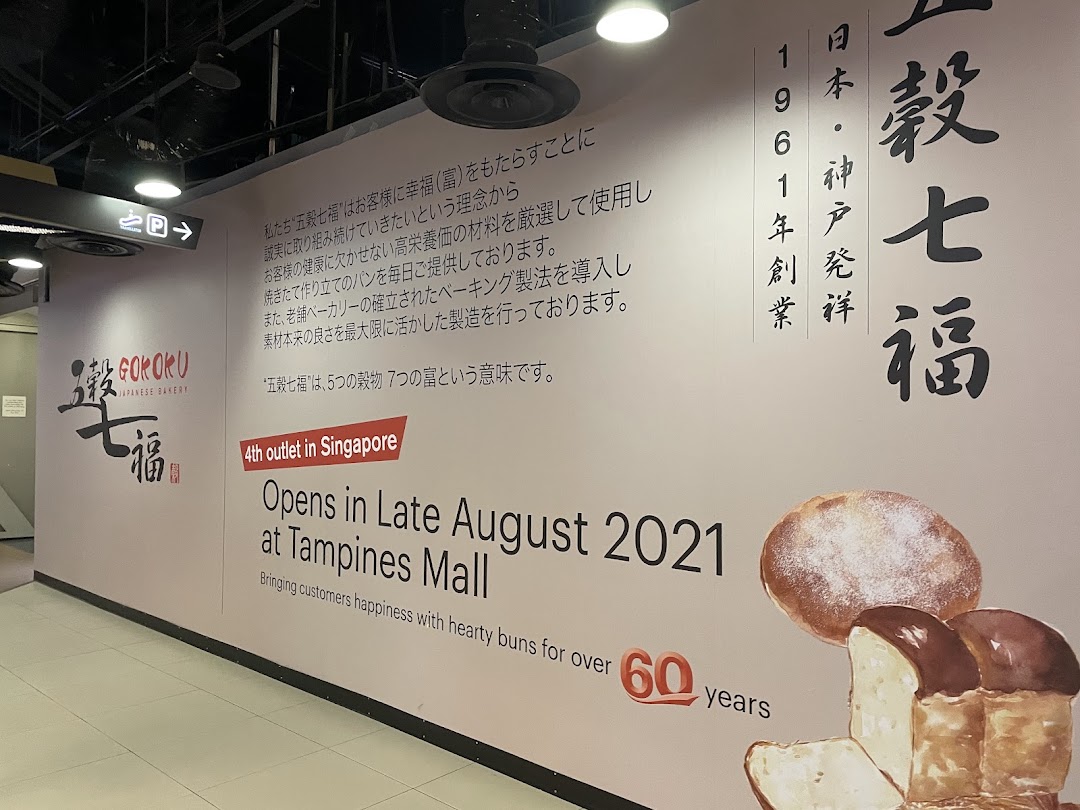 五穀七福
日本・神戸発祥
1961年創業
私たち"五穀七福"はお客様に幸福(富)をもたらすことに
誠実に取り組み続けていきたいという理念から
お客様の健康に欠かせない高栄養価の材料を厳選して使用し
焼きたて作り立てのパンを毎日ご提供しております。
また、老舗ベーカリーの確立されたベーキング製法を導入し
素材本来の良さを最大限に活かした製造を行っております。
"五穀七福"は、5つの穀物 7つの富という意味です。
P
五穀七福
GOKOKU
JAPANESE BAKERY
4th outlet in Singapore
Opens in Late August 2021
at Tampines Mall
Bringing customers happiness with hearty buns for over 60 years